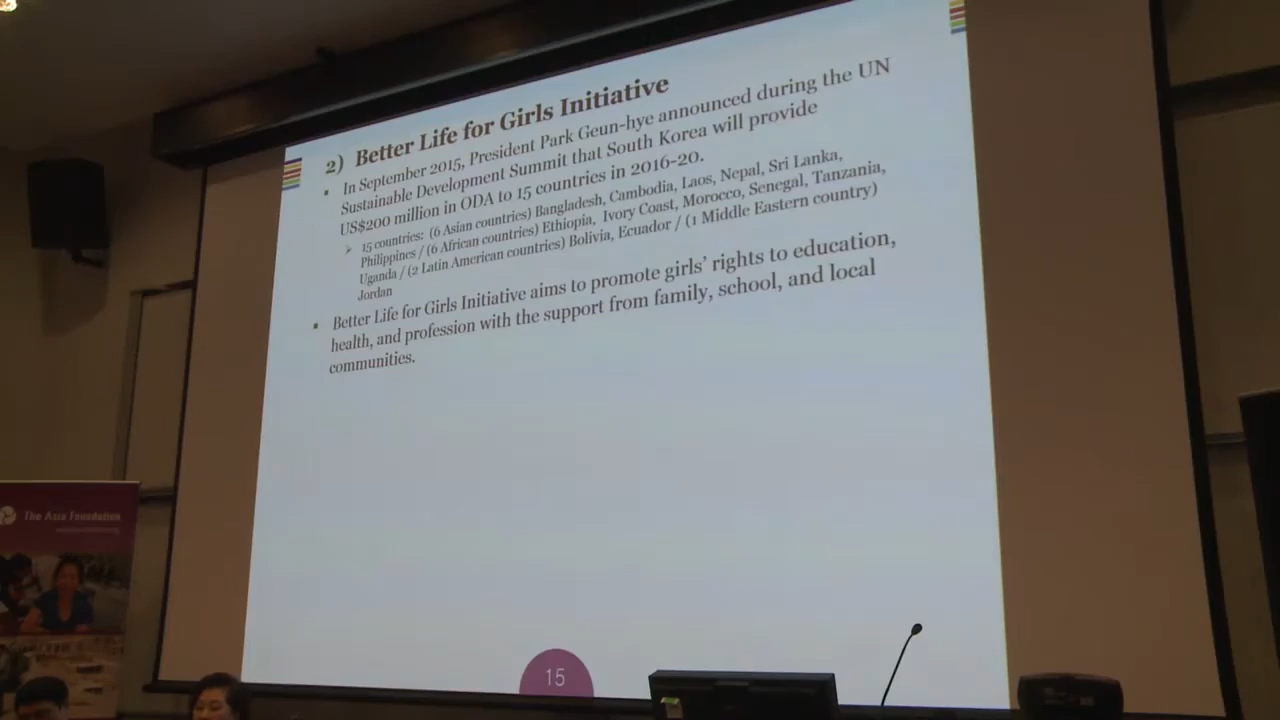 2) Better Life for Girls Initiative
▪ In September 2015, President Park Geun-hye announced during the UN
Sustainable Development Summit that South Korea will provide
US$200 million in ODA to 15 countries in 2016-20.
➢ 15 countries: (6 Asian countries) Bangladesh, Cambodia, Laos, Nepal, Sri Lanka,
Philippines / (6 African countries) Ethiopia, Ivory Coast, Morocco, Senegal, Tanzania,
Uganda / (2 Latin American countries) Bolivia, Ecuador / (1 Middle Eastern country)
Jordan
▪ Better Life for Girls Initiative aims to promote girls' rights to education,
health, and profession with the support from family, school, and local
communities.
The Asia Foundation
15